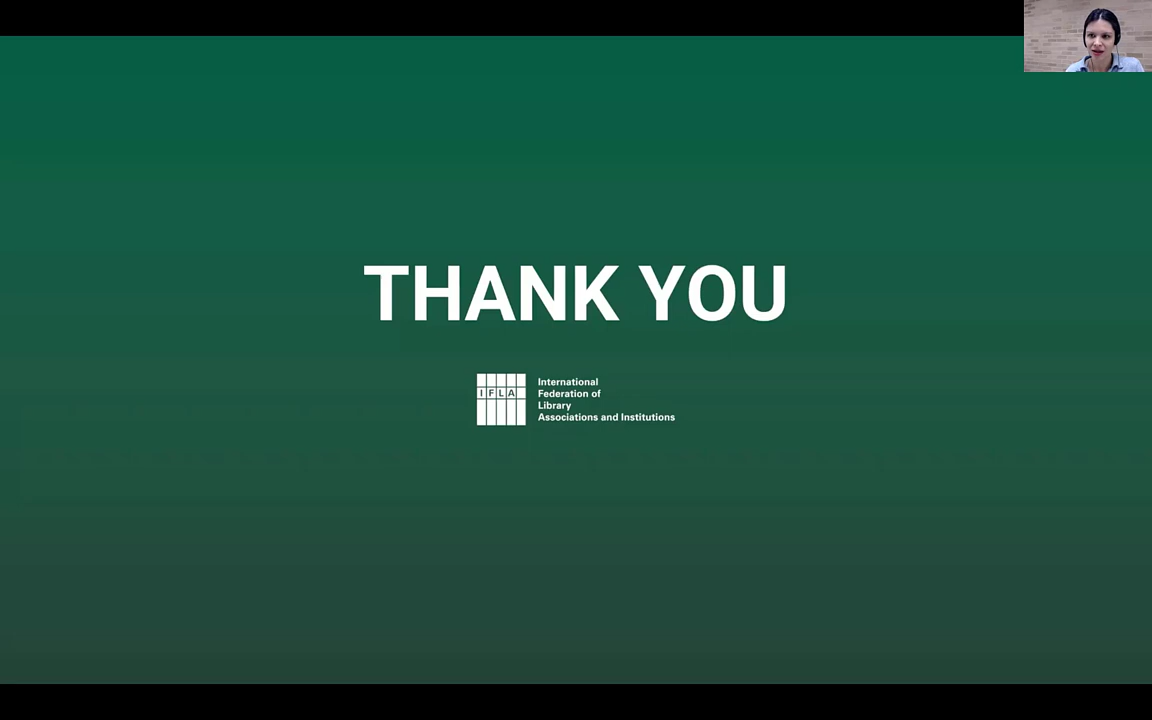 THANK YOU
IFLA
International
Federation of
Library
Associations and Institutions